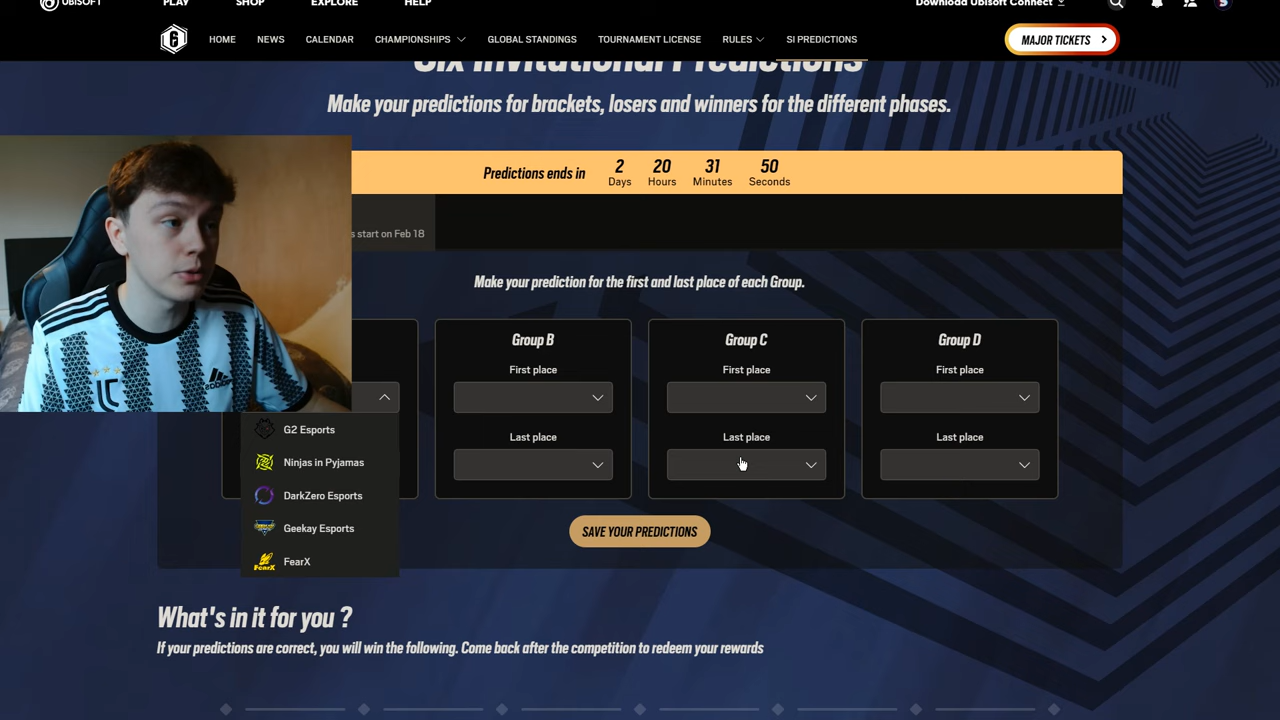 UBISOFT PLAY SHOP EXPLORE HELP Download Ubisoft Connect
HOME NEWS CALENDAR CHAMPIONSHIPS GLOBAL STANDINGS TOURNAMENT LICENSE RULES SI PREDICTIONS MAJOR TICKETS
Six Invitational Predictions
Make your predictions for brackets, losers and winners for the different phases.
Predictions ends in 2 Days 20 Hours 31 Minutes 50 Seconds
s start on Feb 18
Make your prediction for the first and last place of each Group.
Group B Group C Group D
First place First place First place
G2 Esports
Last place Last place Last place
Ninjas in Pyjamas
DarkZero Esports
Geekay Esports
FearX
SAVE YOUR PREDICTIONS
What's in it for you ?
If your predictions are correct, you will win the following. Come back after the competition to redeem your rewards